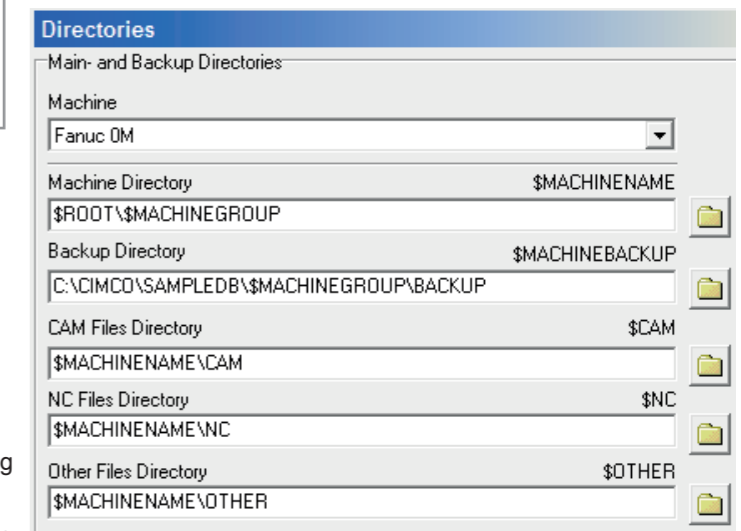 Directories
Main- and Backup Directories
Machine
Fanuc 0M
Machine Directory $MACHINENAME
$ROOT\$MACHINEGROUP
Backup Directory $MACHINEBACKUP
C:\CIMCO\SAMPLEDB\$MACHINEGROUP\BACKUP
CAM Files Directory $CAM
$MACHINENAME\CAM
NC Files Directory $NC
$MACHINENAME\NC
g
Other Files Directory $OTHER
$MACHINENAME\OTHER